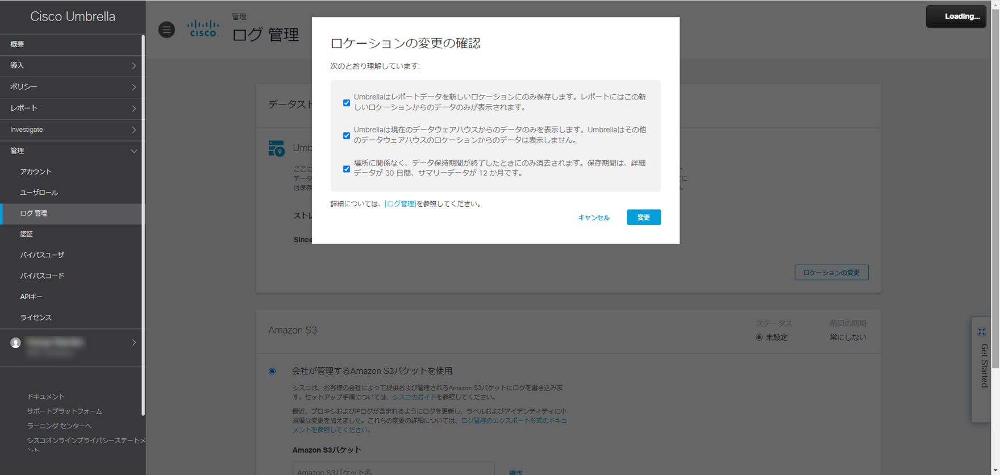 Cisco Umbrella
概要
導入
ポリシー
レポート
Investigate
管理
アカウント
ユーザロール
ログ 管理
認証
バイパスユーザ
バイパスコード
APIキー
ライセンス
ドキュメント
サポートプラットフォーム
ラーニング センターへ
シスコオンラインプライバシーステートメ
ント
CISCO
管理
ログ 管理
Loading...
ロケーションの変更の確認
次のとおり理解しています:
Umbrellaはレポートデータを新しいロケーションにのみ保存します。レポートにはこの新
しいロケーションからのデータのみが表示されます。
Umbrellaは現在のデータウェアハウスからのデータのみを表示します。Umbrellaはその他
のデータウェアハウスのロケーションからのデータは表示しません。
場所に関係なく、データ保持期間が終了したときにのみ消去されます。保存期間は、詳細
データが 30 日間、サマリーデータが 12 か月です。
詳細については、[ログ管理]を参照してください。
キャンセル
変更
データスト
Umb
ここに
データ
は保存
ストレ
Since
ロケーションの変更
Amazon S3
ステータス
未設定
前回の同期
常にしない
会社が管理するAmazon S3バケットを使用
シスコは、お客様の会社によって提供および管理されるAmazon S3バケットにログを書き込みま
す。セットアップ手順については、シスコのガイドを参照してください。
最近、プロキシおよびIPログが含まれるようにログを更新し、ラベルおよびアイデンティティに小
規模な変更を加えました。これらの変更の詳細については、ログ管理のエクスポート形式のドキュ
メントを参照してください。
Amazon S3バケット
Amazon S3バケット名
確認
Get Started